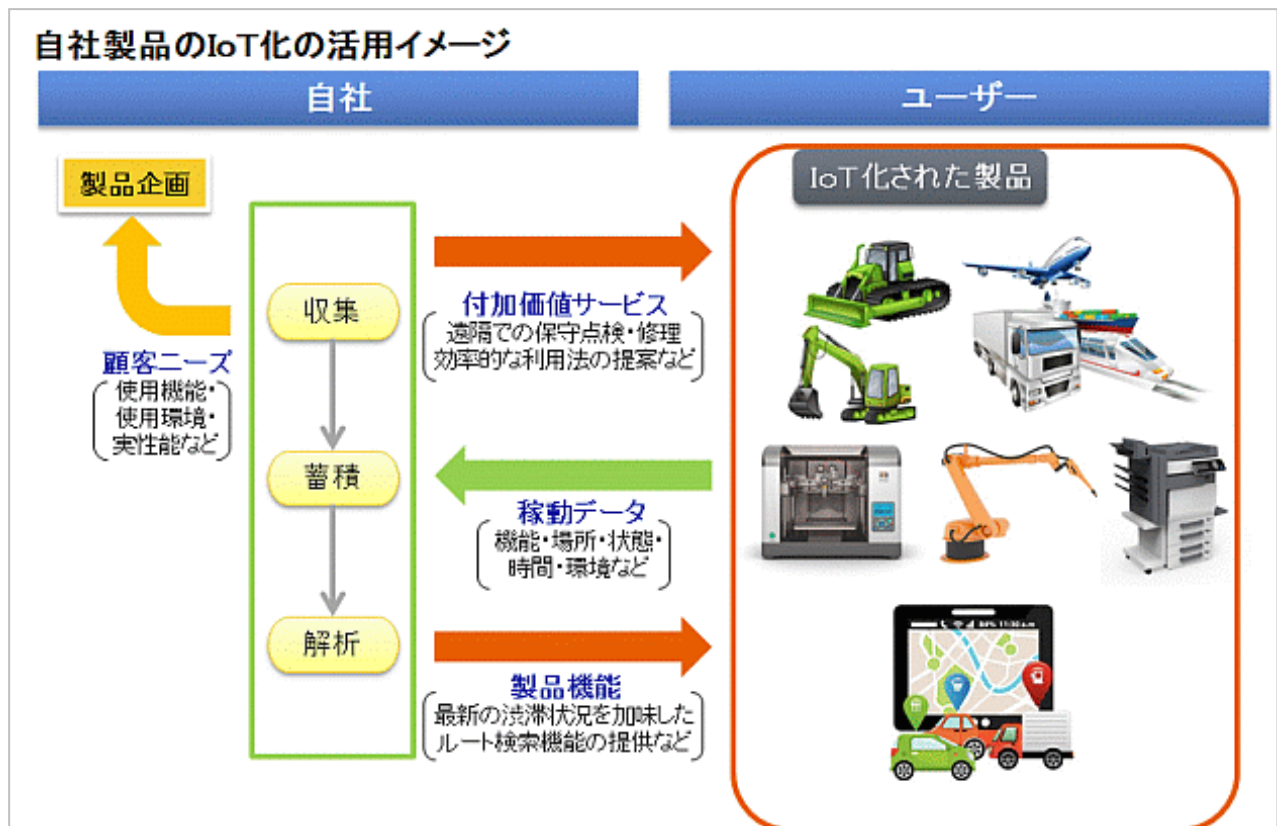 自社製品のIoT化の活用イメージ
自社
ユーザー
製品企画
顧客ニーズ
使用機能・
使用環境・
実性能など
収集
蓄積
解析
付加価値サービス
遠隔での保守点検・修理
効率的な利用法の提案など
稼動データ
機能・場所・状態・
時間・環境など
製品機能
最新の渋滞状況を加味した
ルート検索機能の提供など
IoT化された製品